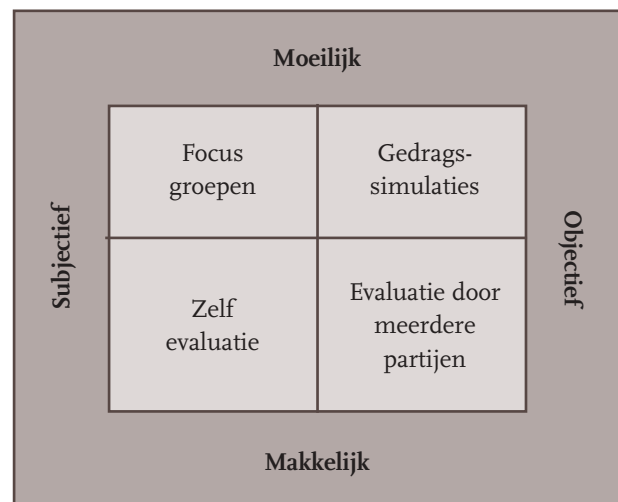 Moeilijk
Focus
groepen
Gedrags-
simulaties
Subjectief
Objectief
Zelf
evaluatie
Evaluatie door
meerdere
partijen
Makkelijk